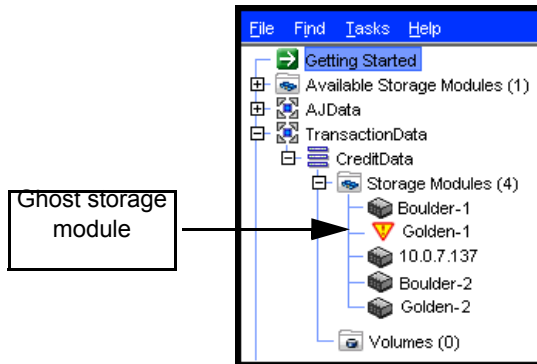 File Find Tasks Help
Getting Started
Available Storage Modules (1)
AJData
TransactionData
CreditData
Storage Modules (4)
Boulder-1
Golden-1
10.0.7.137
Boulder-2
Golden-2
Volumes (0)
Ghost storage
module